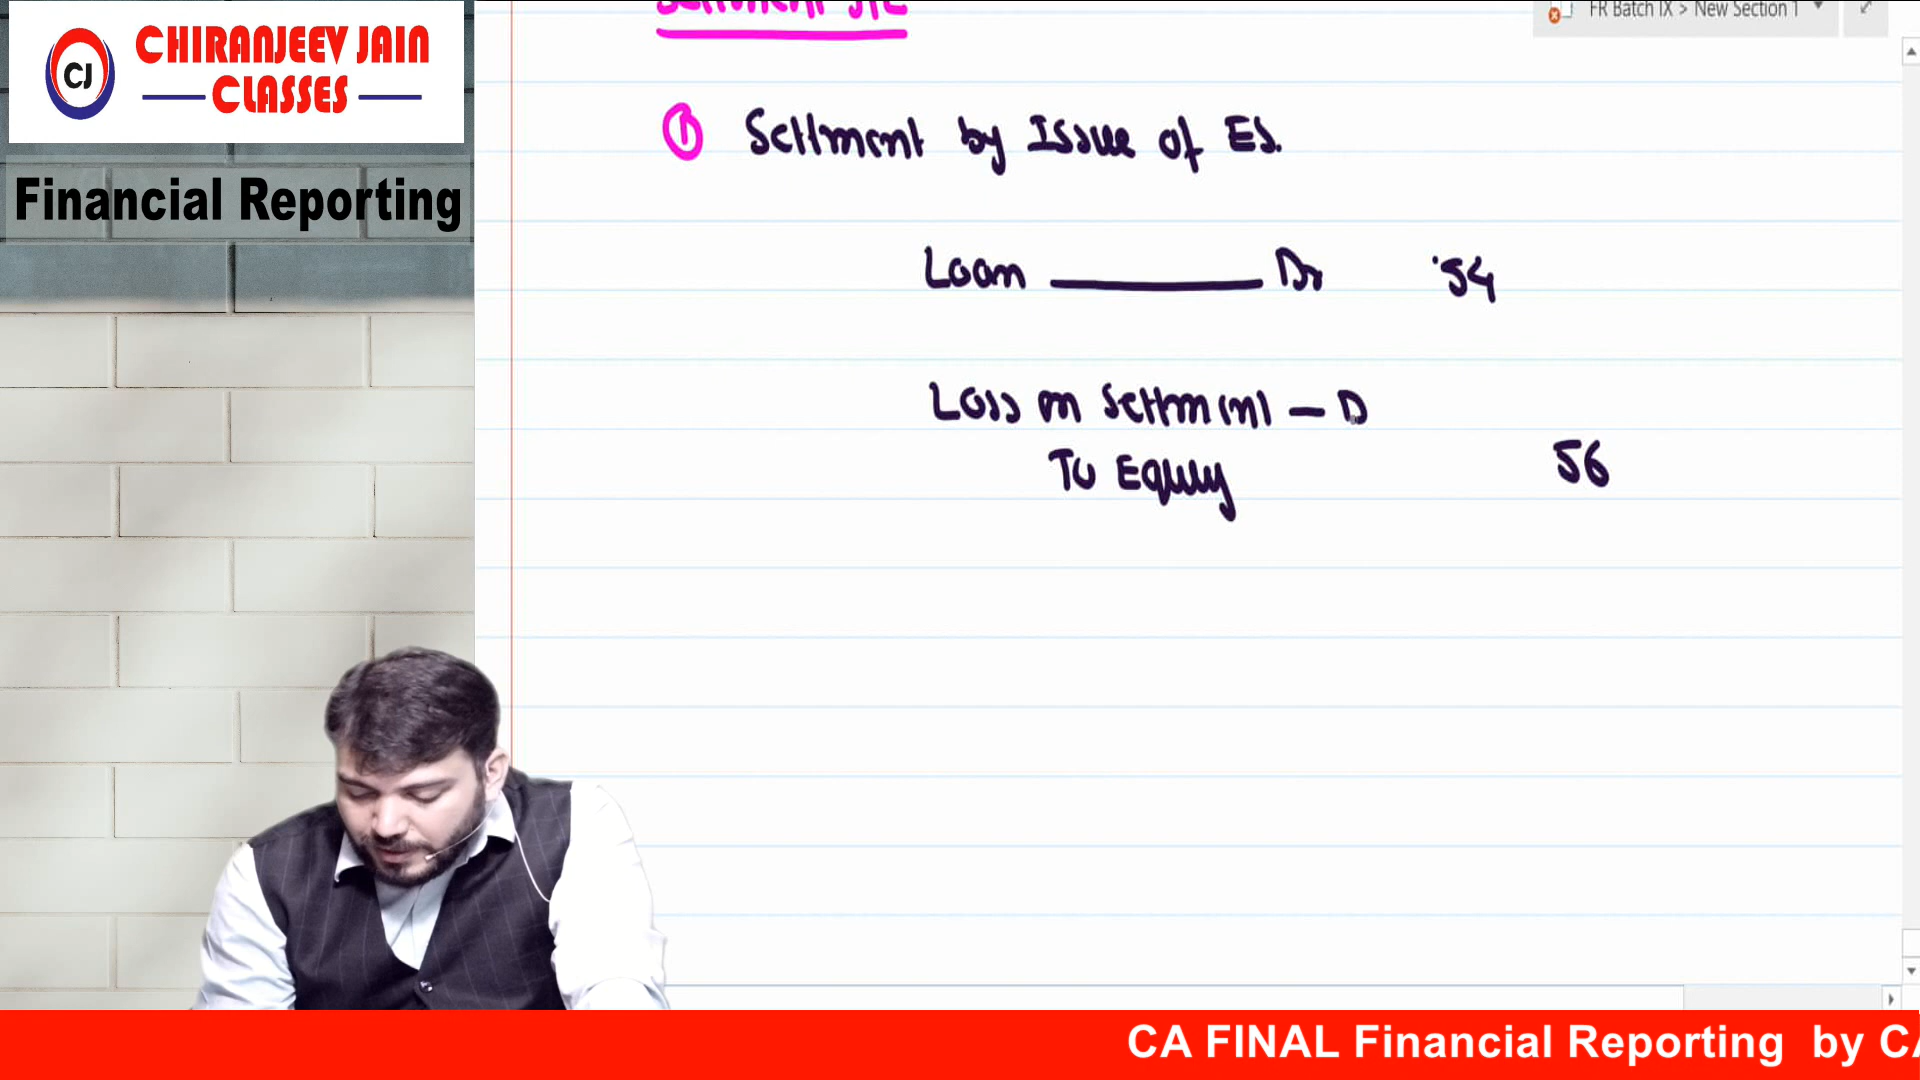 CHIRANJEEV JAIN
CLASSES
CJ
Financial Reporting
FR Batch IX > New Section 1
① Settlment by Issue of ES.
Loan ——— Dr 54
Loss on Settlment — D
To Equity 56
CA FINAL Financial Reporting by CA